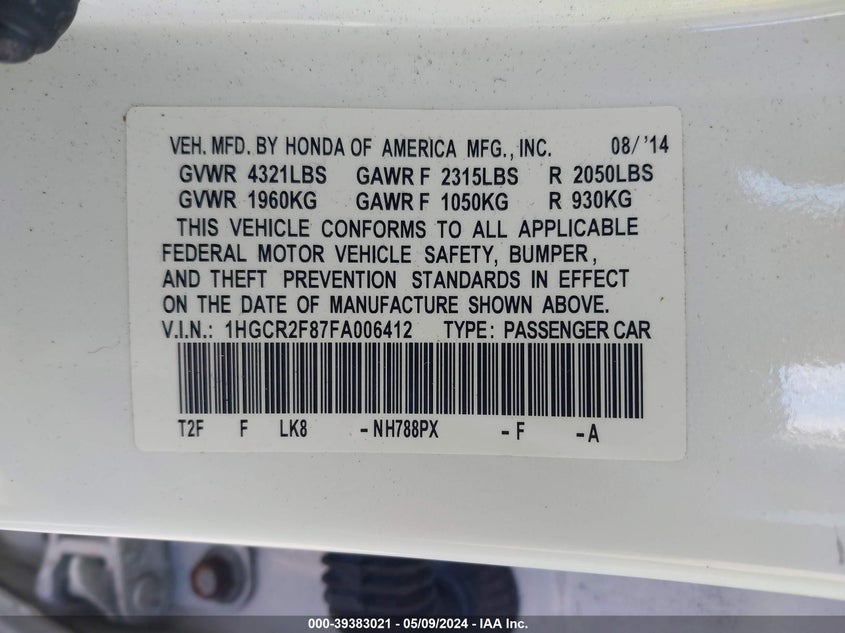 VEH. MFD. BY HONDA OF AMERICA MFG., INC. 08/ '14
GVWR 4321LBS GAWR F 2315LBS R 2050LBS
GVWR 1960KG GAWR F 1050KG R 930KG
THIS VEHICLE CONFORMS TO ALL APPLICABLE
FEDERAL MOTOR VEHICLE SAFETY, BUMPER,
AND THEFT PREVENTION STANDARDS IN EFFECT
ON THE DATE OF MANUFACTURE SHOWN ABOVE.
V.I.N.: 1HGCR2F87FA006412 TYPE: PASSENGER CAR
T2F F LK8 -NH788PX -F -A
000-39383021 / 05/09/2024 — IAA Inc.